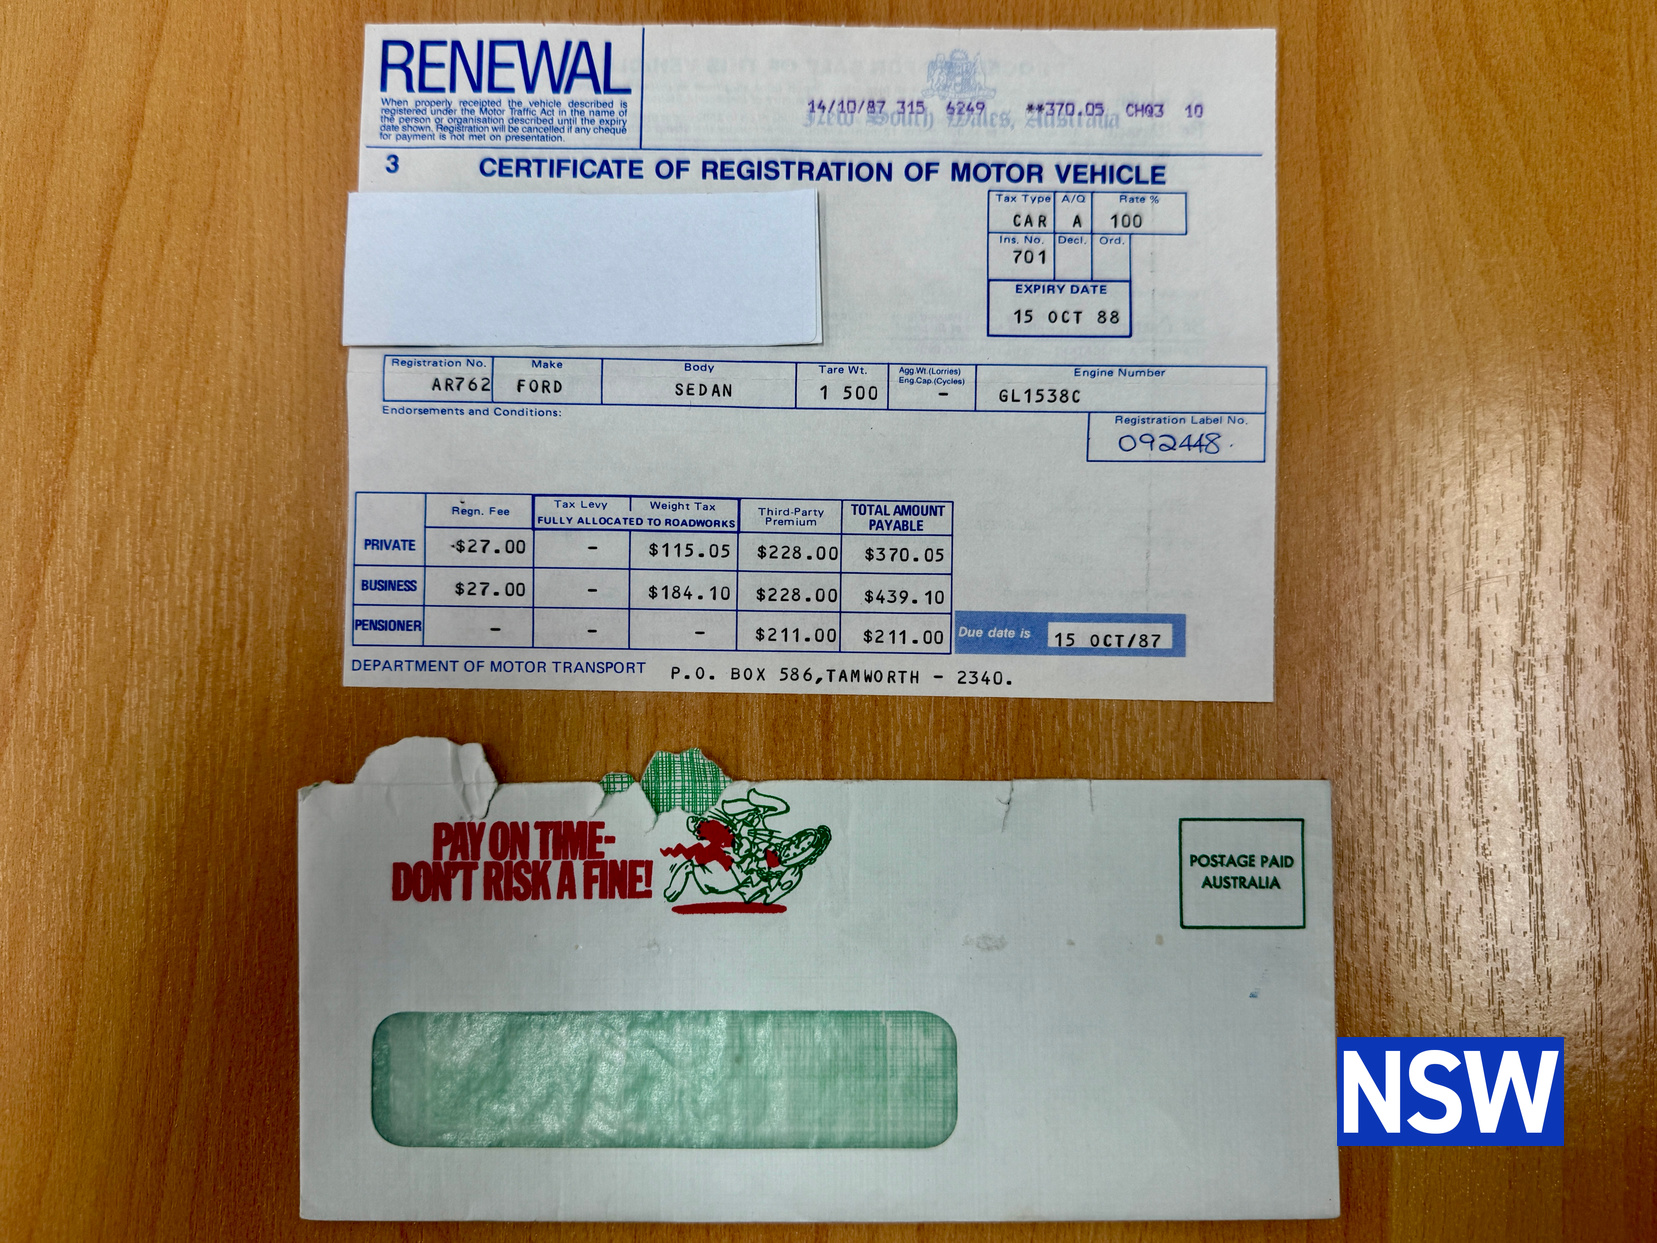 RENEWAL
When properly receipted the vehicle described is
registered under the Motor Traffic Act in the name of
the person or organisation described until the expiry
date shown. Registration will be cancelled if any cheque
for payment is not met on presentation.
14/10/87 315 6249 **370.05 CHQ3 10
New South Wales, Australia
3 CERTIFICATE OF REGISTRATION OF MOTOR VEHICLE
Tax Type A/Q Rate %
CAR A 100
Ins. No. Decl. Ord.
701
EXPIRY DATE
15 OCT 88
Registration No. Make Body Tare Wt. Agg.Wt.(Lorries) Engine Number
Eng.Cap.(Cycles)
AR762 FORD SEDAN 1 500 – GL1538C
Endorsements and Conditions:
Registration Label No.
092448.
Regn. Fee Tax Levy Weight Tax Third-Party Premium TOTAL AMOUNT PAYABLE
FULLY ALLOCATED TO ROADWORKS
PRIVATE $27.00 – $115.05 $228.00 $370.05
BUSINESS $27.00 – $184.10 $228.00 $439.10
PENSIONER – – – $211.00 $211.00
Due date is 15 OCT/87
DEPARTMENT OF MOTOR TRANSPORT P.O. BOX 586,TAMWORTH – 2340.
PAY ON TIME-
DON'T RISK A FINE!
POSTAGE PAID
AUSTRALIA
NSW